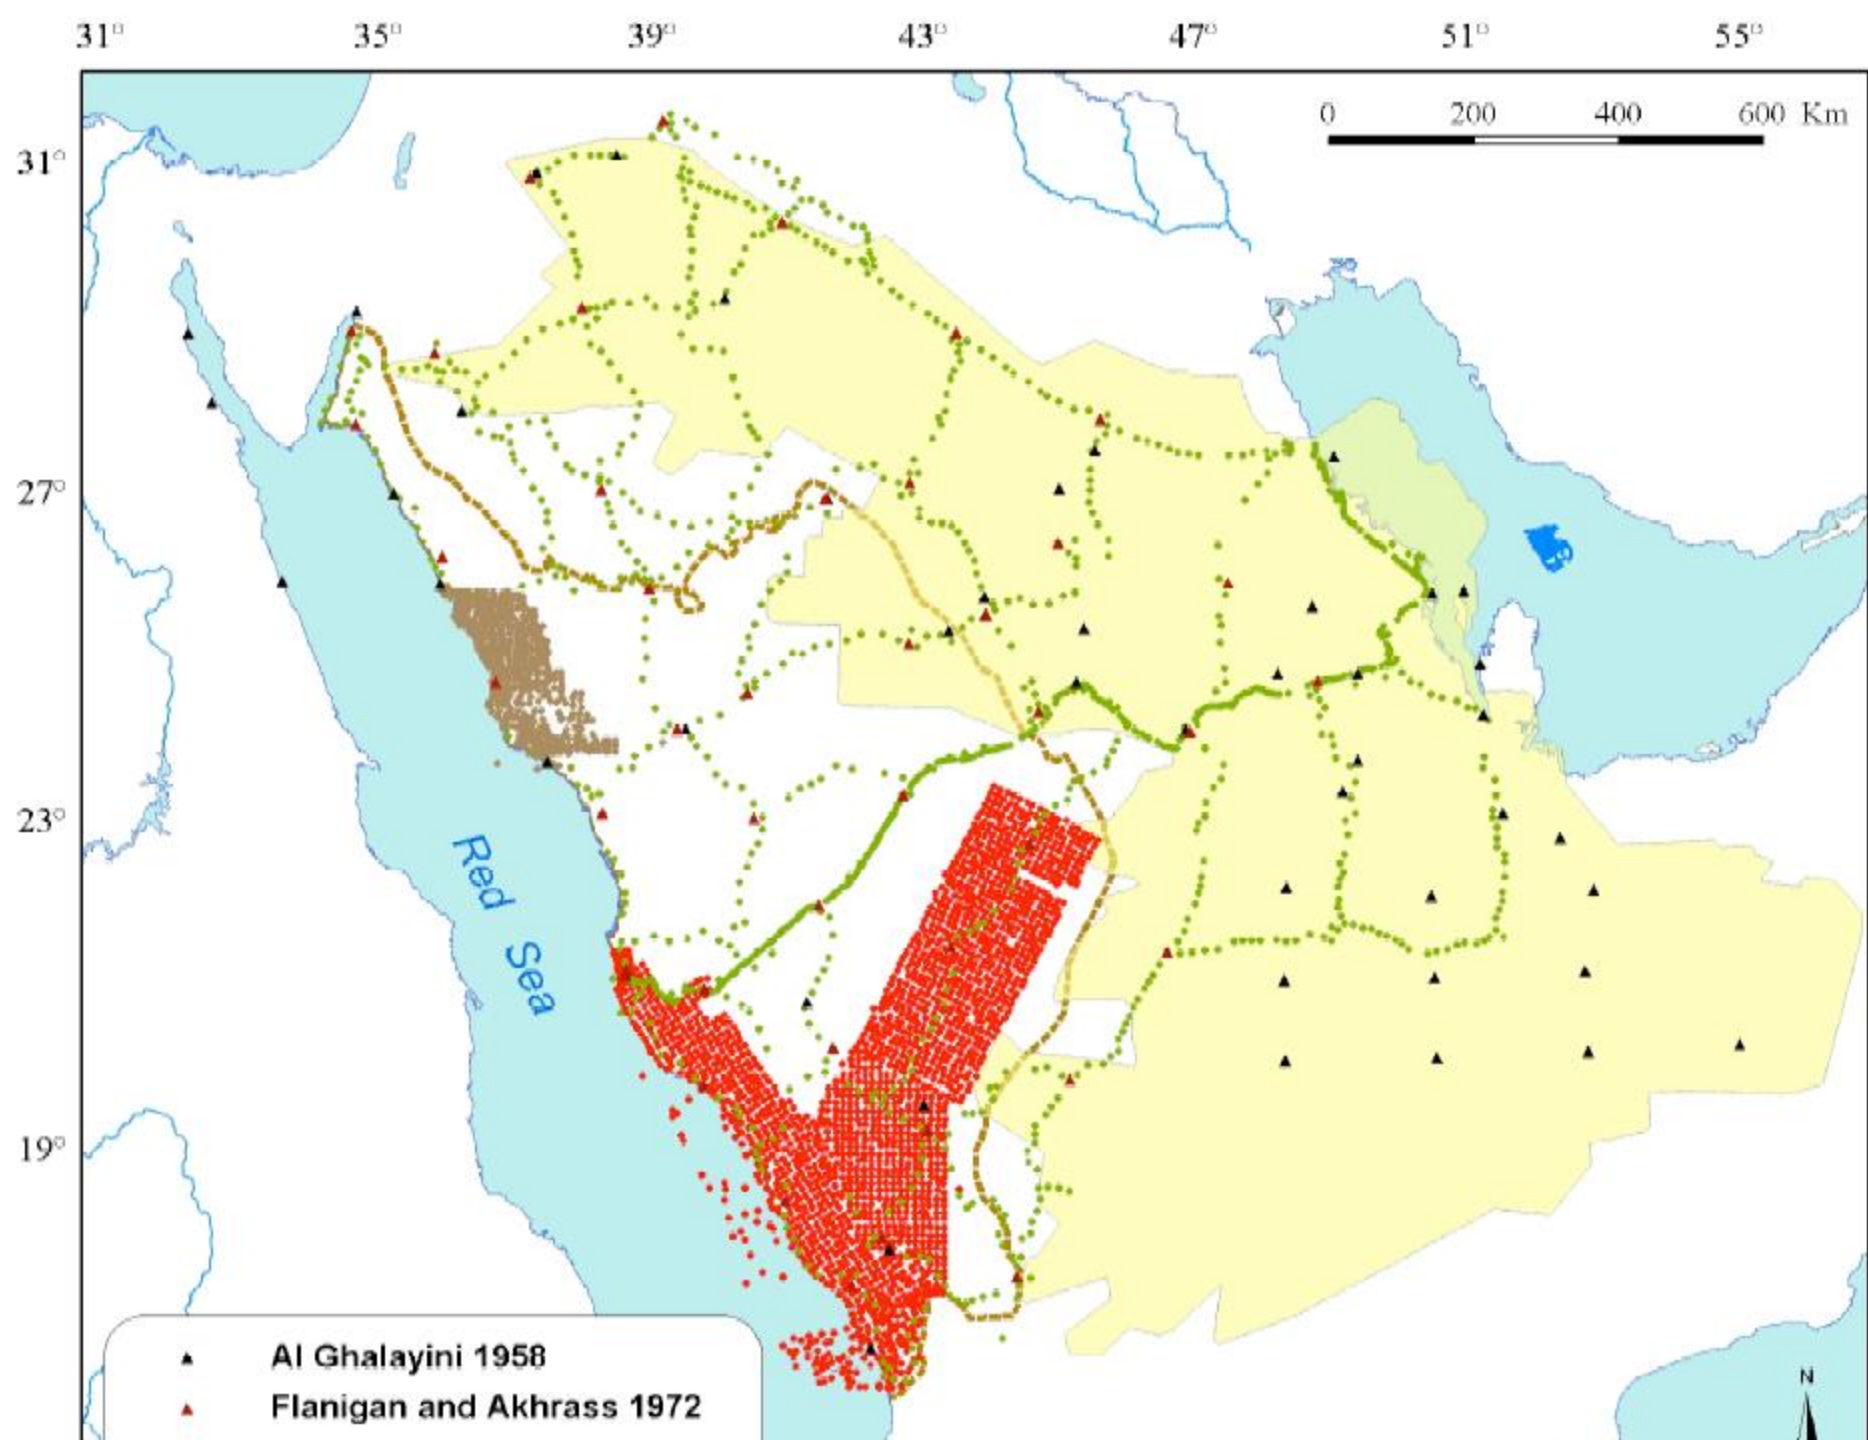 31° 35° 39° 43° 47° 51° 55°
0 200 400 600 Km
31°
27°
23°
19°
Red Sea
Al Ghalayini 1958
Flanigan and Akhrass 1972
N